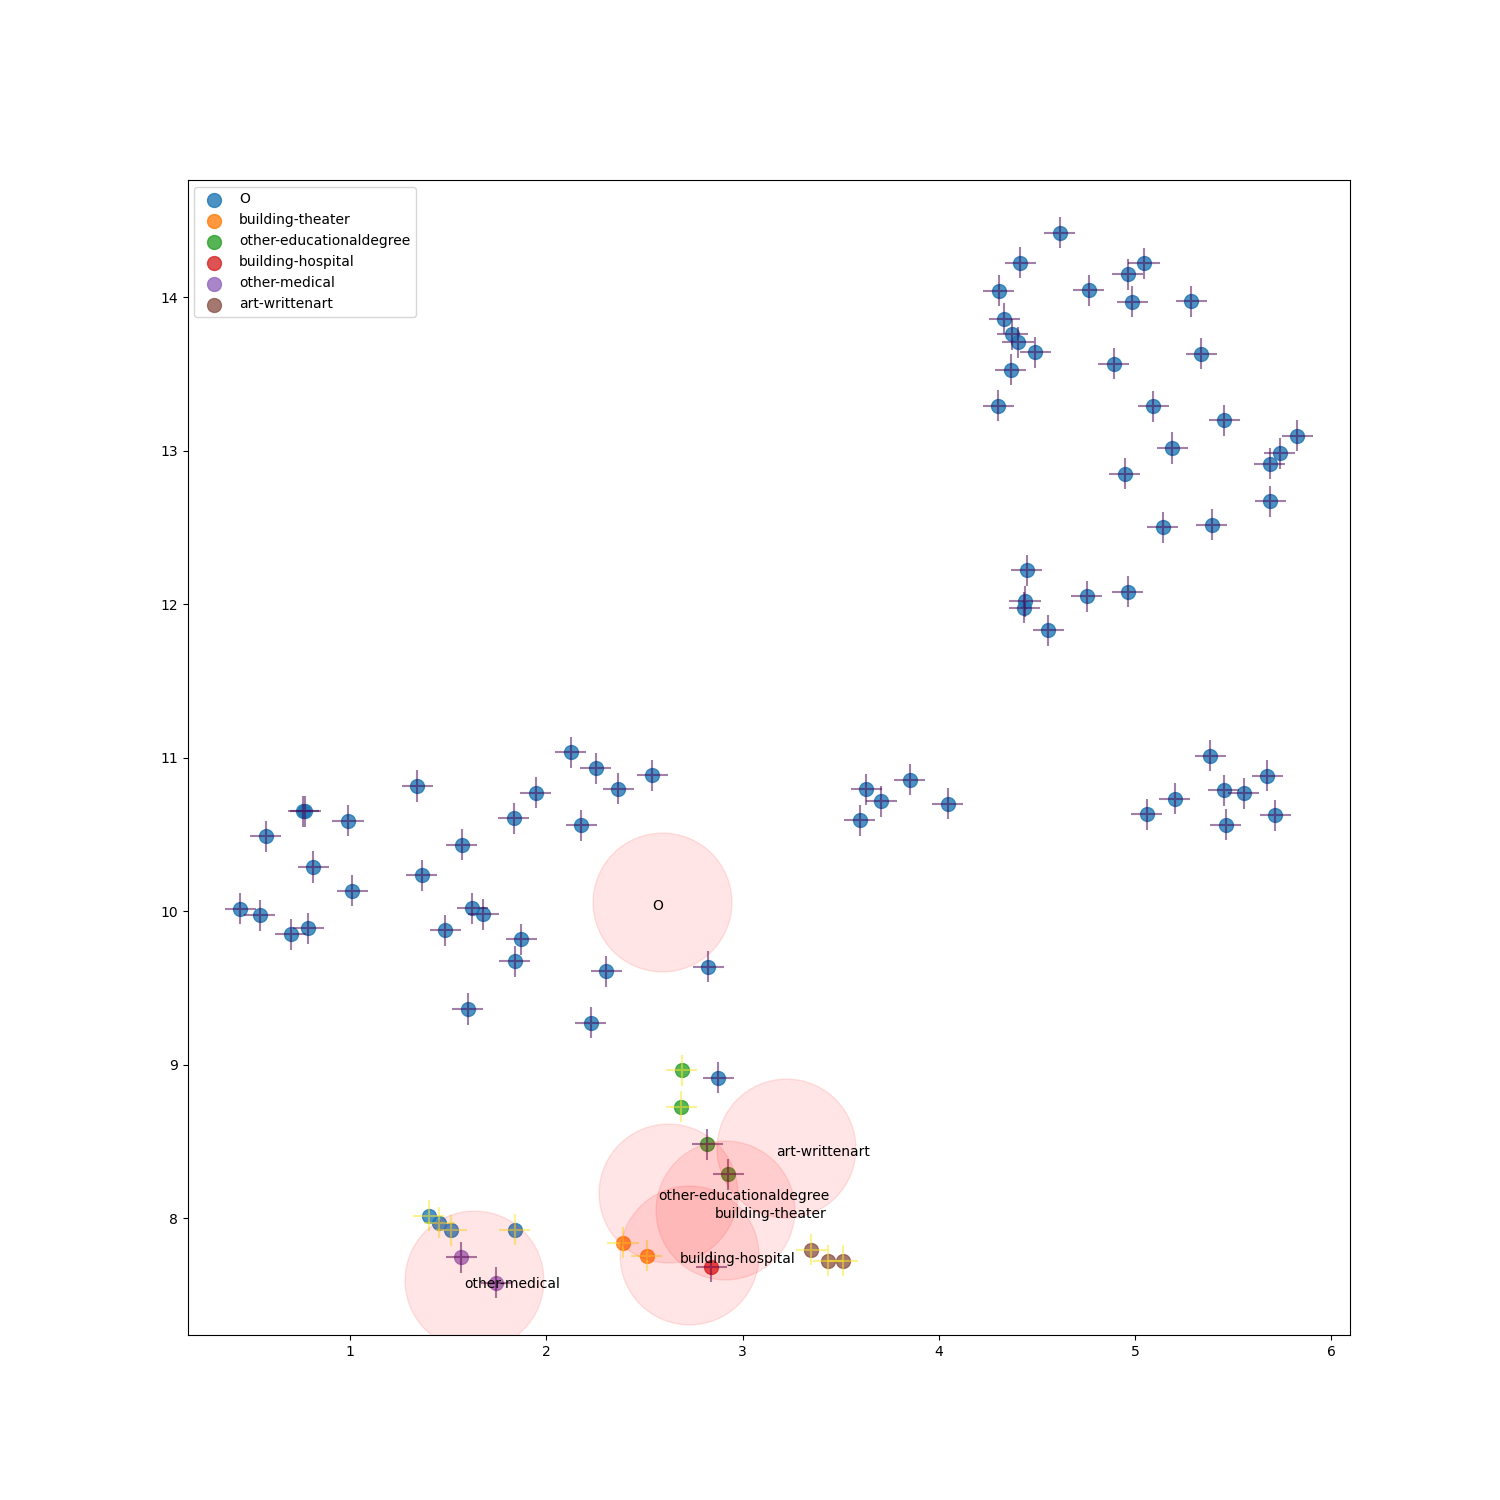 O
building-theater
other-educationaldegree
building-hospital
other-medical
art-writtenart
14
13
12
11
10
9
8
O
art-writtenart
other-educationaldegree
building-theater
building-hospital
other-medical
1 2 3 4 5 6